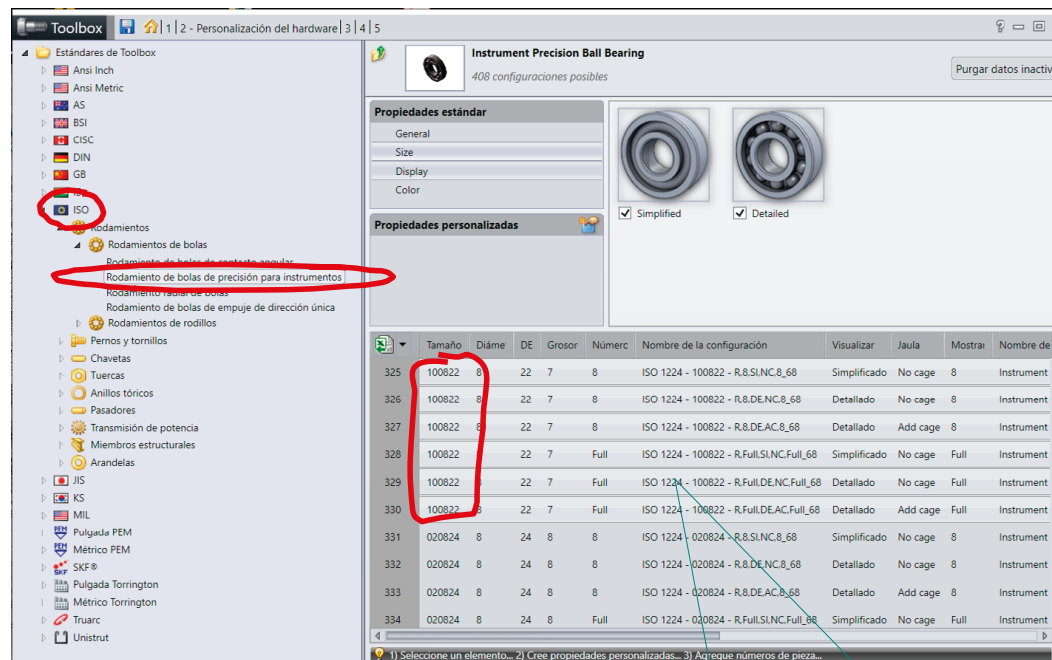 Toolbox 1 2 - Personalización del hardware 3 4 5
Estándares de Toolbox
Ansi Inch
Ansi Metric
AS
BSI
CISC
DIN
GB
ISO
Rodamientos
Rodamientos de bolas
Rodamiento de bolas de contacto angular
Rodamiento de bolas de precisión para instrumentos
Rodamiento radial de bolas
Rodamiento de bolas de empuje de dirección única
Rodamientos de rodillos
Pernos y tornillos
Chavetas
Tuercas
Anillos tóricos
Pasadores
Transmisión de potencia
Miembros estructurales
Arandelas
JIS
KS
MIL
PEM Pulgada PEM
PEM Métrico PEM
SKF SKF®
Pulgada Torrington
Métrico Torrington
Truarc
Unistrut
Instrument Precision Ball Bearing
408 configuraciones posibles
Purgar datos inactiv
Propiedades estándar
General
Size
Display
Color
Propiedades personalizadas
Simplified
Detailed
Tamaño Diáme DE Grosor Númerc Nombre de la configuración Visualizar Jaula Mostrar Nombre de
325 100822 8 22 7 8 ISO 1224 - 100822 - R,8,SI,NC,8_68 Simplificado No cage 8 Instrument
326 100822 8 22 7 8 ISO 1224 - 100822 - R,8,DE,NC,8_68 Detallado No cage 8 Instrument
327 100822 8 22 7 8 ISO 1224 - 100822 - R,8,DE,AC,8_68 Detallado Add cage 8 Instrument
328 100822 8 22 7 Full ISO 1224 - 100822 - R,Full,SI,NC,Full_68 Simplificado No cage Full Instrument
329 100822 8 22 7 Full ISO 1224 - 100822 - R,Full,DE,NC,Full_68 Detallado No cage Full Instrument
330 100822 8 22 7 Full ISO 1224 - 100822 - R,Full,DE,AC,Full_68 Detallado Add cage Full Instrument
331 020824 8 24 8 8 ISO 1224 - 020824 - R,8,SI,NC,8_68 Simplificado No cage 8 Instrument
332 020824 8 24 8 8 ISO 1224 - 020824 - R,8,DE,NC,8_68 Detallado No cage 8 Instrument
333 020824 8 24 8 8 ISO 1224 - 020824 - R,8,DE,AC,8_68 Detallado Add cage 8 Instrument
334 020824 8 24 8 Full ISO 1224 - 020824 - R,Full,SI,NC,Full_68 Simplificado No cage Full Instrument
1) Seleccione un elemento... 2) Cree propiedades personalizadas... 3) Agregue números de pieza...